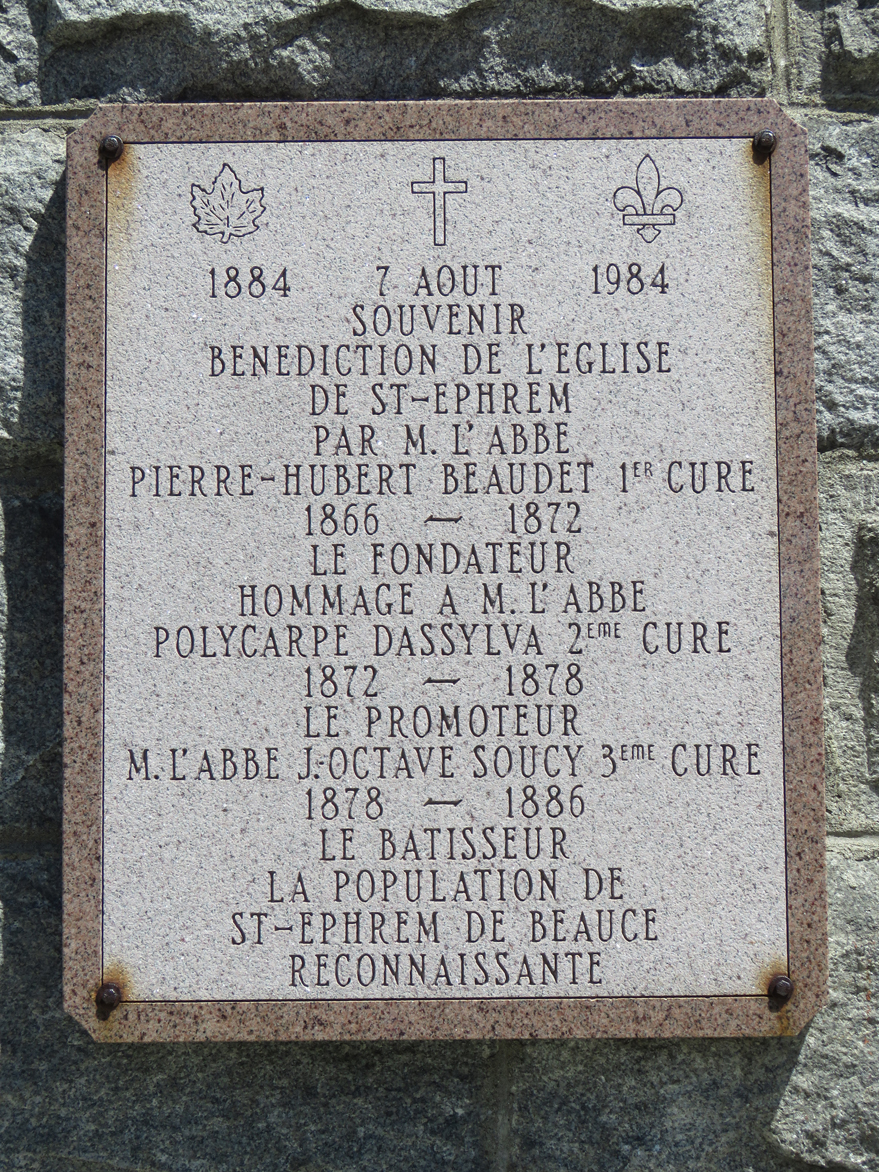 1884 7 AOUT 1984
SOUVENIR
BENEDICTION DE L'EGLISE
DE ST-EPHREM
PAR M. L'ABBE
PIERRE-HUBERT BEAUDET 1ER CURE
1866 — 1872
LE FONDATEUR
HOMMAGE A M.L'ABBE
POLYCARPE DASSYLVA 2EME CURE
1872 — 1878
LE PROMOTEUR
M.L'ABBE J.-OCTAVE SOUCY 3EME CURE
1878 — 1886
LE BATISSEUR
LA POPULATION DE
ST-EPHREM DE BEAUCE
RECONNAISSANTE